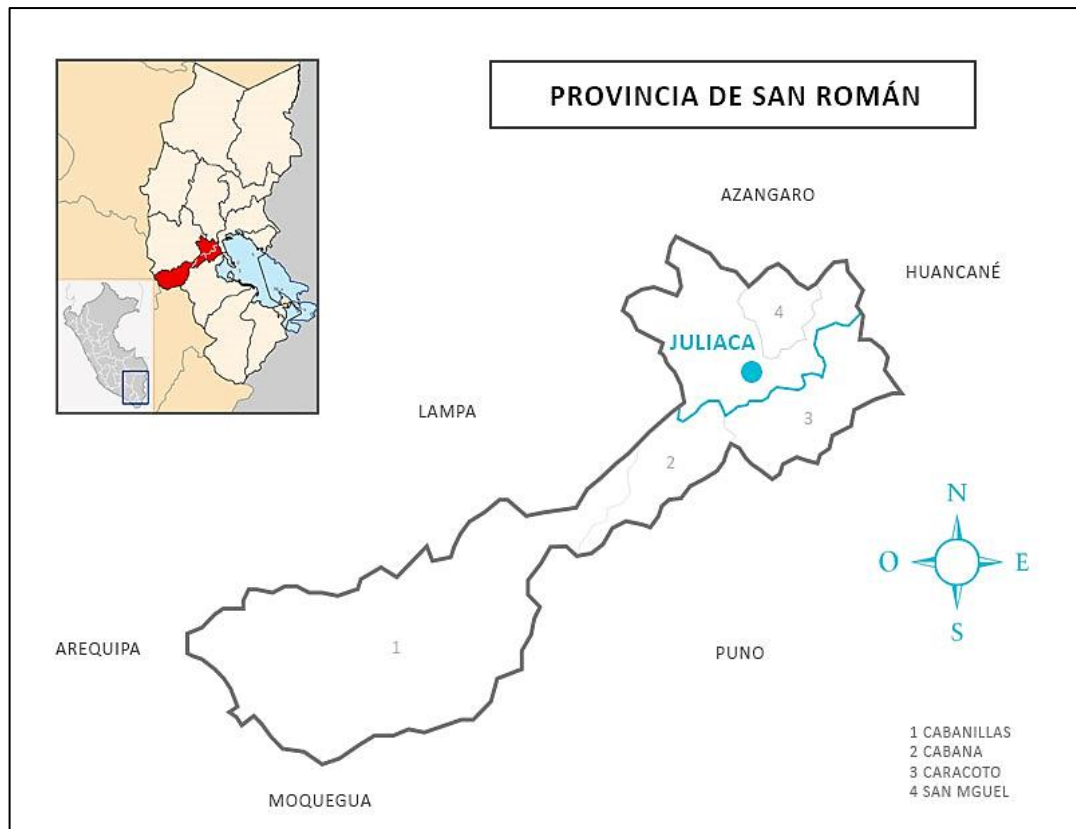 PROVINCIA DE SAN ROMÁN
AZANGARO
HUANCANÉ
4
JULIACA
LAMPA
3
2
N
O
E
S
AREQUIPA
1
PUNO
MOQUEGUA
1 CABANILLAS
2 CABANA
3 CARACOTO
4 SAN MGUEL